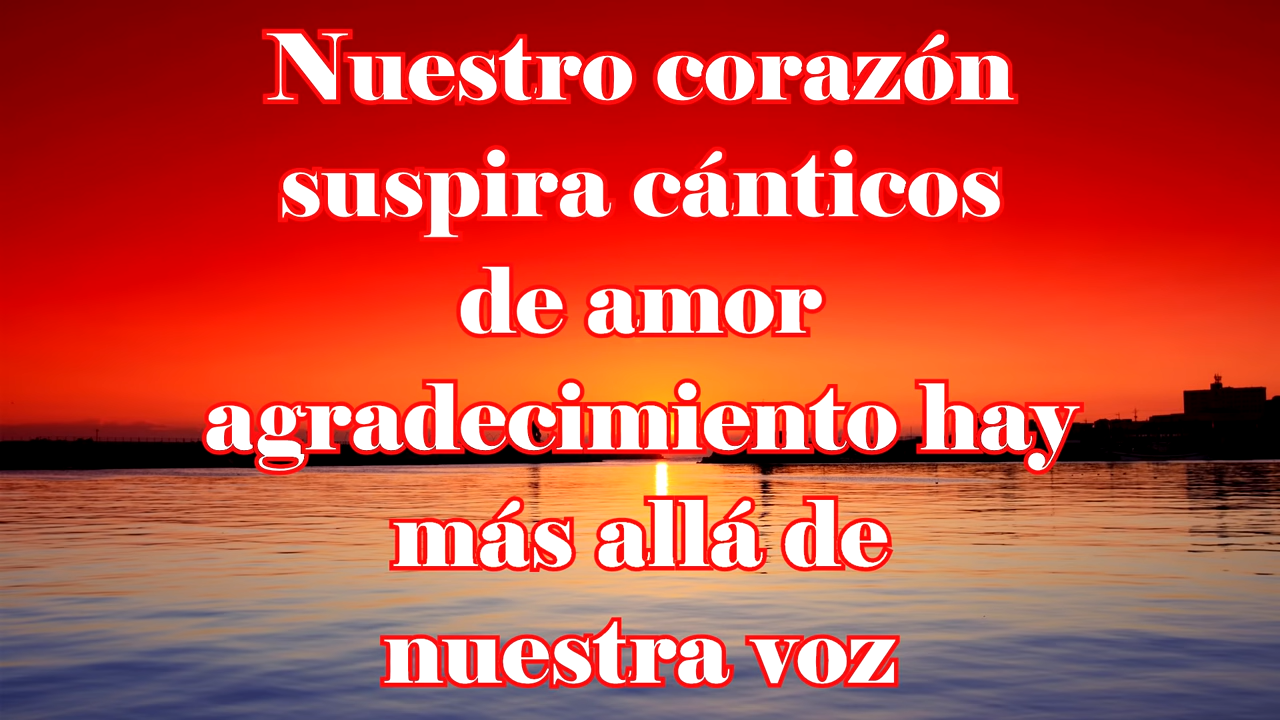 Nuestro corazón
suspira cánticos
de amor
agradecimiento hay
más allá de
nuestra voz